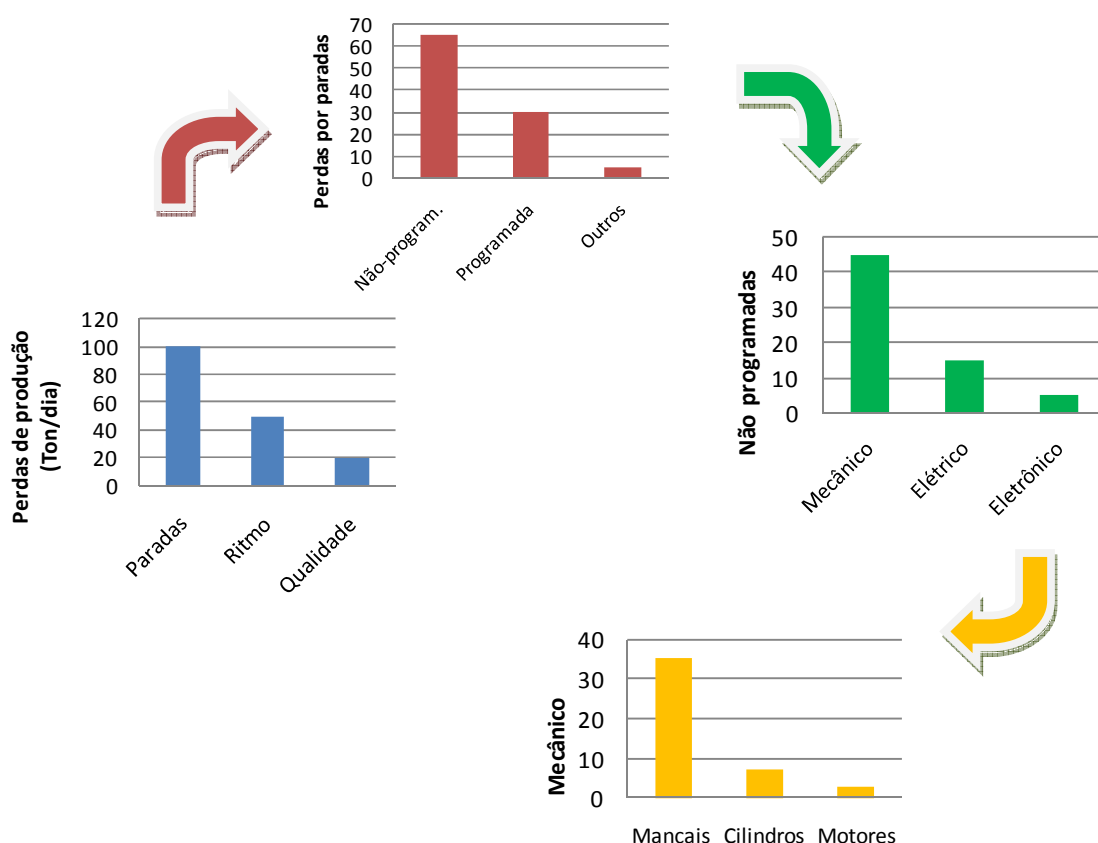 Perdas por paradas
70
60
50
40
30
20
10
0
Não-program.
Programada
Outros
Perdas de produção
(Ton/dia)
120
100
80
60
40
20
0
Paradas
Ritmo
Qualidade
Não programadas
50
40
30
20
10
0
Mecânico
Elétrico
Eletrônico
Mecânico
40
30
20
10
0
Mancais Cilindros Motores